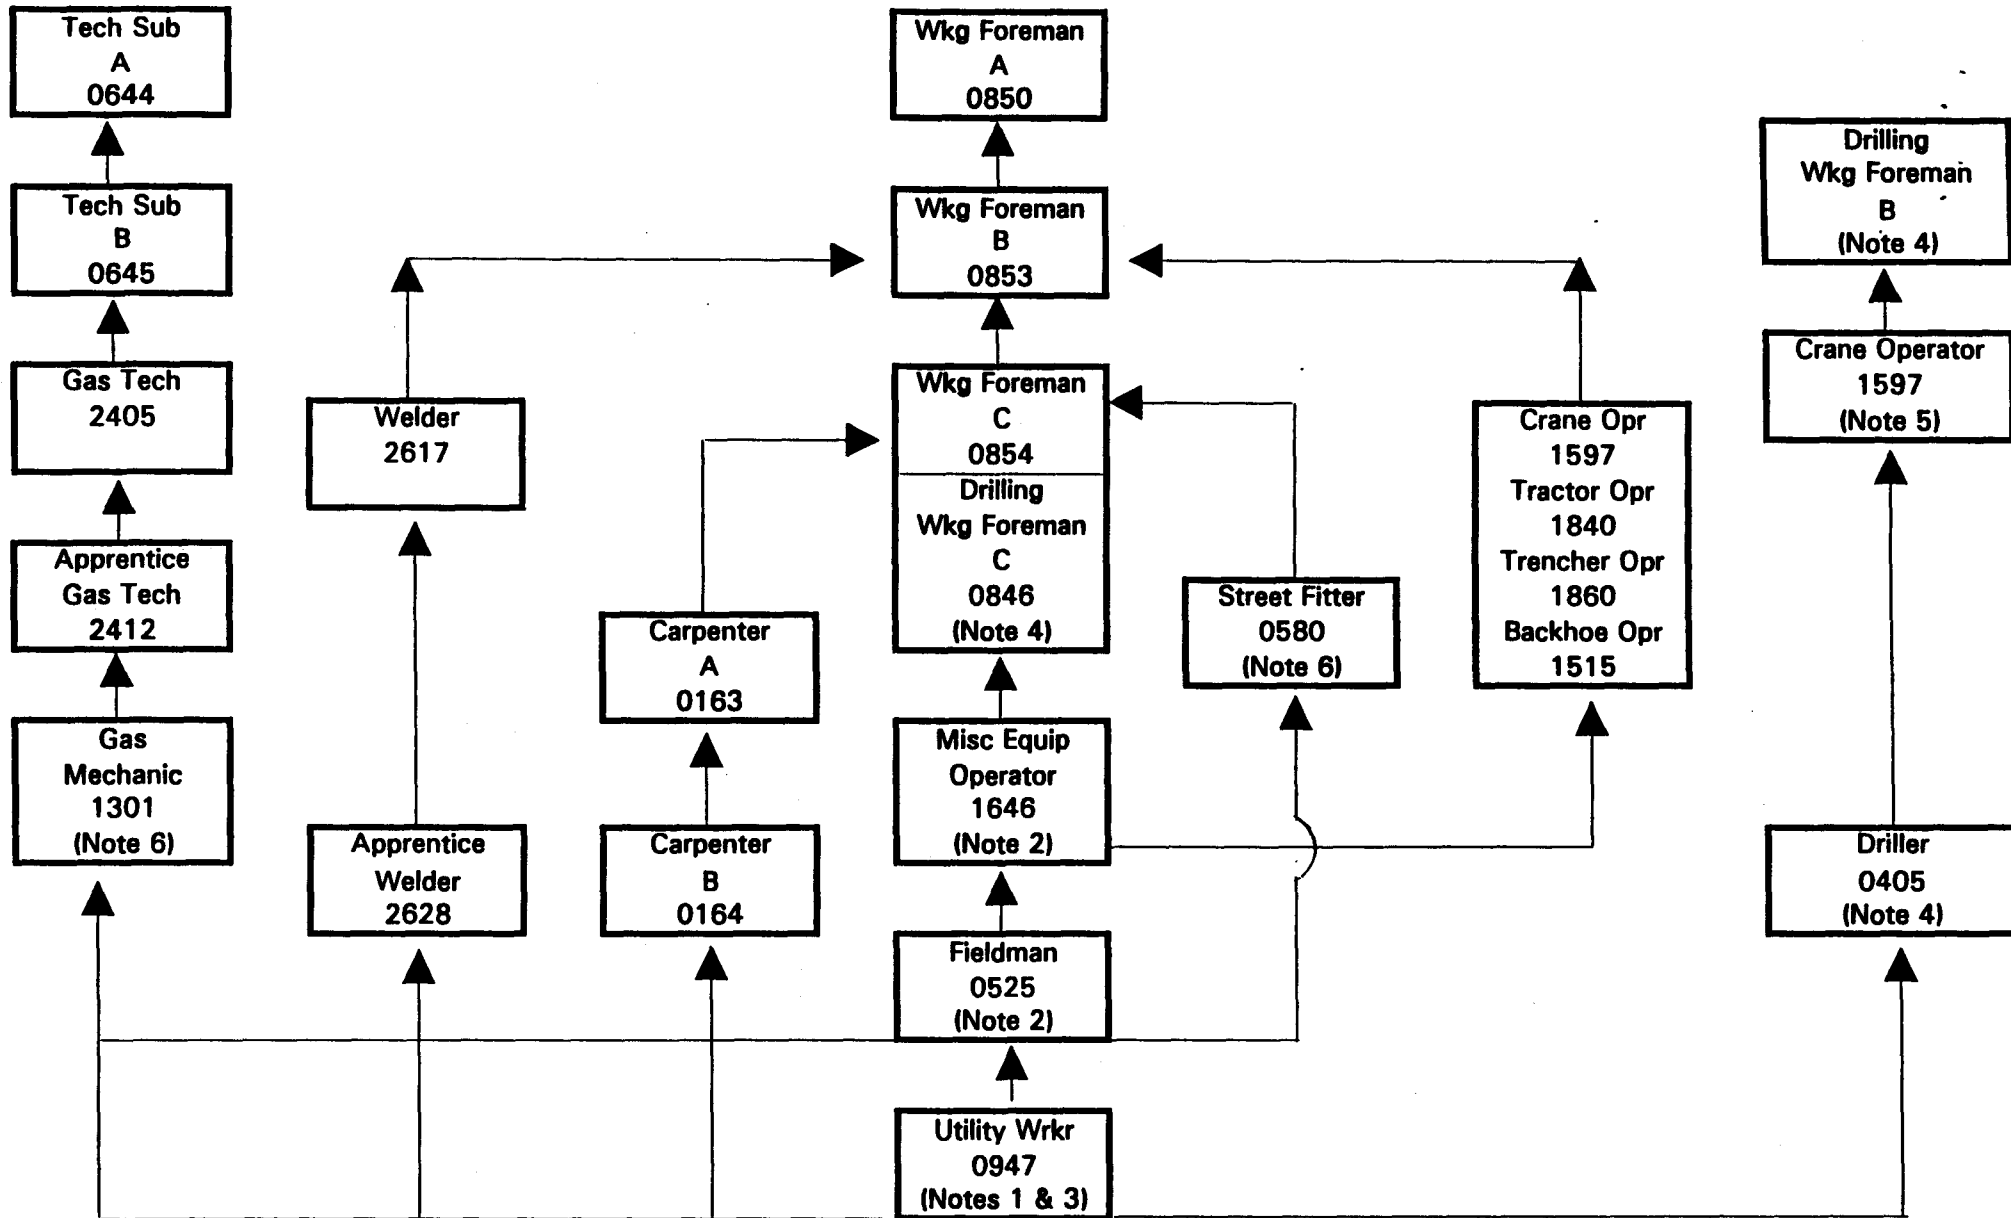 Tech Sub
A
0644
Tech Sub
B
0645
Gas Tech
2405
Apprentice
Gas Tech
2412
Gas
Mechanic
1301
(Note 6)
Welder
2617
Apprentice
Welder
2628
Carpenter
A
0163
Carpenter
B
0164
Wkg Foreman
A
0850
Wkg Foreman
B
0853
Wkg Foreman
C
0854
Drilling
Wkg Foreman
C
0846
(Note 4)
Misc Equip
Operator
1646
(Note 2)
Fieldman
0525
(Note 2)
Utility Wrkr
0947
(Notes 1 & 3)
Street Fitter
0580
(Note 6)
Crane Opr
1597
Tractor Opr
1840
Trencher Opr
1860
Backhoe Opr
1515
Drilling
Wkg Foreman
B
(Note 4)
Crane Operator
1597
(Note 5)
Driller
0405
(Note 4)